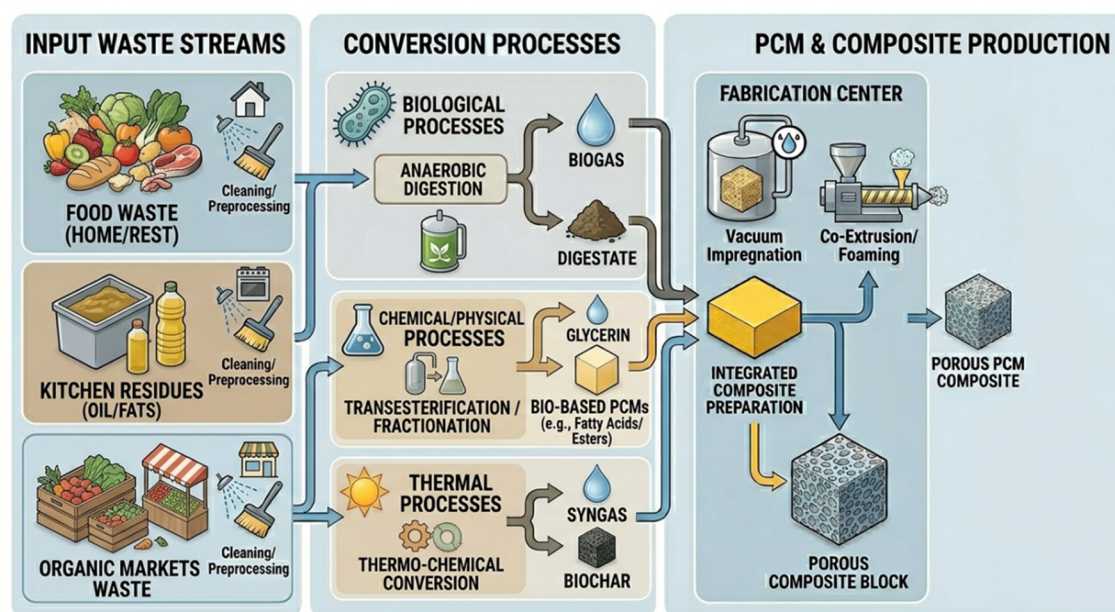 INPUT WASTE STREAMS
Cleaning/
Preprocessing
FOOD WASTE
(HOME/REST)
Cleaning/
Preprocessing
KITCHEN RESIDUES
(OIL/FATS)
Cleaning/
Preprocessing
ORGANIC MARKETS
WASTE
CONVERSION PROCESSES
BIOLOGICAL
PROCESSES
ANAEROBIC
DIGESTION
BIOGAS
DIGESTATE
CHEMICAL/PHYSICAL
PROCESSES
TRANSESTERIFICATION /
FRACTIONATION
GLYCERIN
BIO-BASED PCMs
(e.g., Fatty Acids/
Esters)
THERMAL
PROCESSES
THERMO-CHEMICAL
CONVERSION
SYNGAS
BIOCHAR
PCM & COMPOSITE PRODUCTION
FABRICATION CENTER
Vacuum
Impregnation
Co-Extrusion/
Foaming
INTEGRATED
COMPOSITE
PREPARATION
POROUS
COMPOSITE BLOCK
POROUS PCM
COMPOSITE